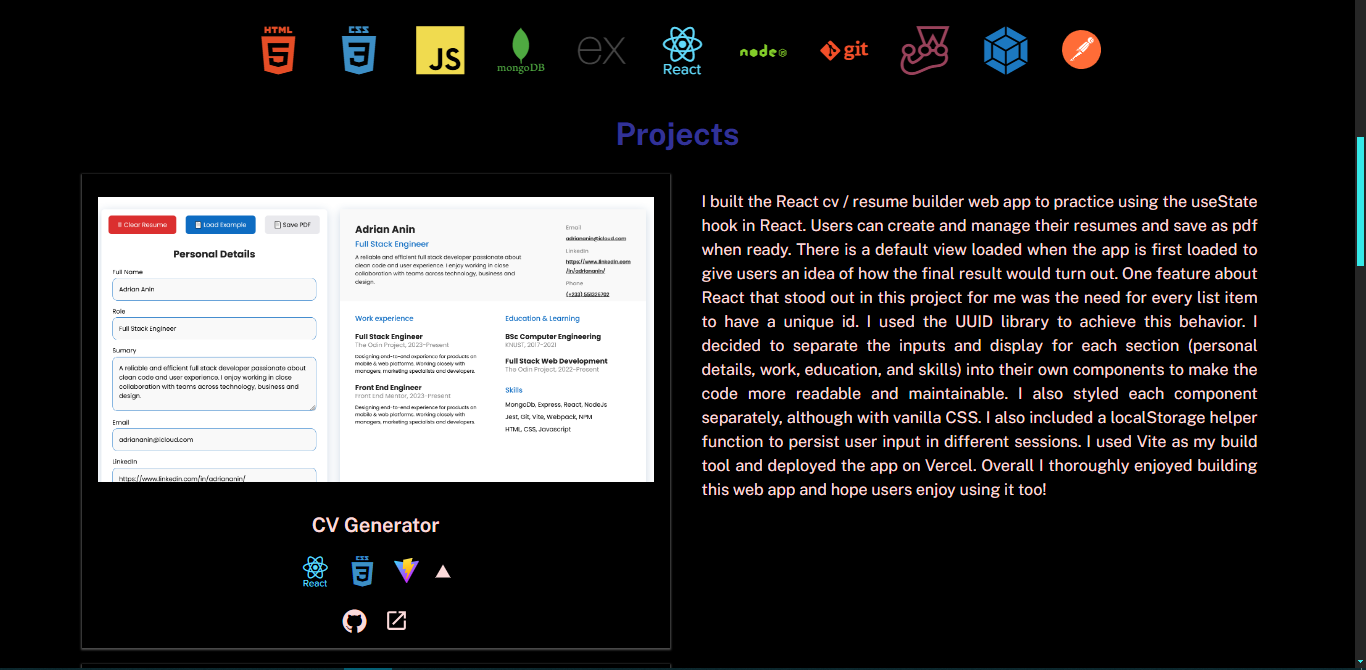 HTML
CSS
JS
mongoDB
ex
React
node
git
Projects
Clear Resume
Load Example
Save PDF
Personal Details
Full Name
Adrian Anin
Role
Full Stack Engineer
Sumary
A reliable and efficient full stack developer passionate about
clean code and user experience. I enjoy working in close
collaboration with teams across technology, business and
design.
Email
adriananin@icloud.com
LinkedIn
https://www.linkedin.com/in/adriananin/
Adrian Anin
Full Stack Engineer
A reliable and efficient full stack developer passionate about
clean code and user experience. I enjoy working in close
collaboration with teams across technology, business and
design.
Email
adriananin@icloud.com
LinkedIn
https://www.linkedin.com
/in/adriananin/
Phone
Work experience
Full Stack Engineer
The Odin Project, 2022-Present
Designing end-to-end experience for products on
mobile & web platforms. Working closely with
managers, marketing specialists and developers.
Front End Engineer
Front End Mentor, 2023-Present
Designing end-to-end experience for products on
mobile & web platforms. Working closely with
managers, marketing specialists and developers.
Education & Learning
BSc Computer Engineering
KNUST, 2017-2021
Full Stack Web Development
The Odin Project, 2022-Present
Skills
MongoDb, Express, React, NodeJs
Jest, Git, Vite, Webpack, NPM
HTML, CSS, Javascript
CV Generator
React
CSS
I built the React cv / resume builder web app to practice using the useState
hook in React. Users can create and manage their resumes and save as pdf
when ready. There is a default view loaded when the app is first loaded to
give users an idea of how the final result would turn out. One feature about
React that stood out in this project for me was the need for every list item
to have a unique id. I used the UUID library to achieve this behavior. I
decided to separate the inputs and display for each section (personal
details, work, education, and skills) into their own components to make the
code more readable and maintainable. I also styled each component
separately, although with vanilla CSS. I also included a localStorage helper
function to persist user input in different sessions. I used Vite as my build
tool and deployed the app on Vercel. Overall I thoroughly enjoyed building
this web app and hope users enjoy using it too!